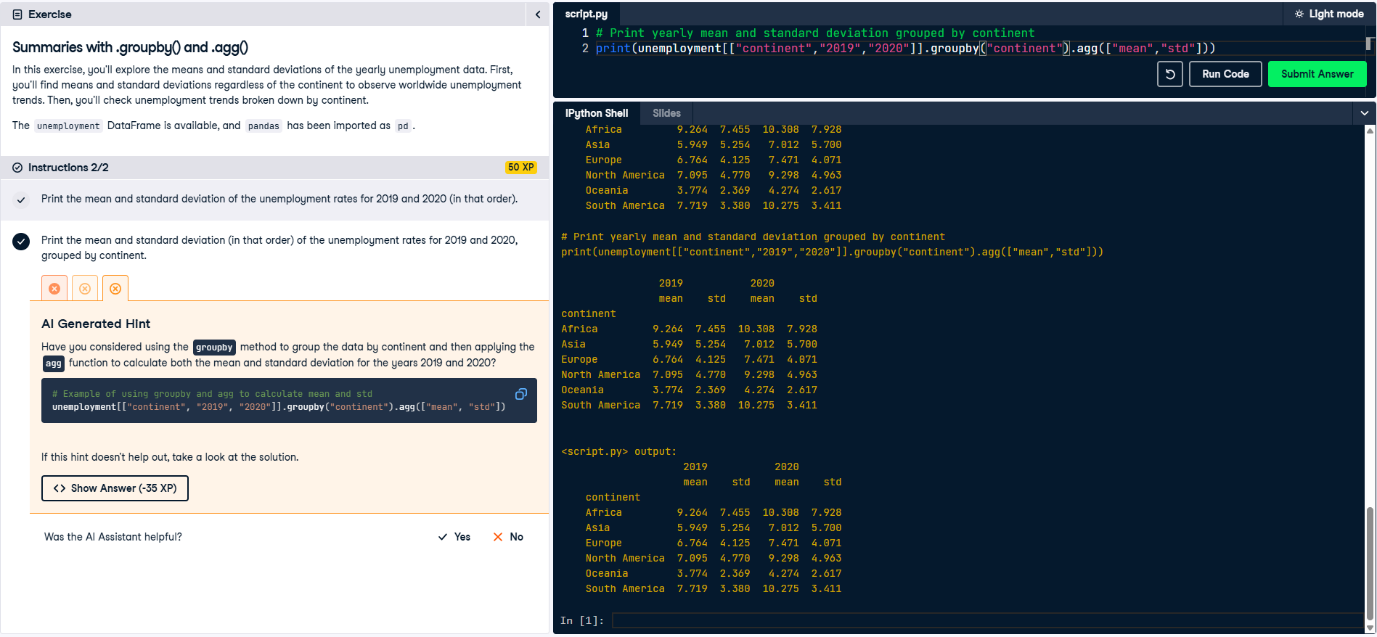 Exercise
Summaries with .groupby() and .agg()
In this exercise, you'll explore the means and standard deviations of the yearly unemployment data. First,
you'll find means and standard deviations regardless of the continent to observe worldwide unemployment
trends. Then, you'll check unemployment trends broken down by continent.
The unemployment DataFrame is available, and pandas has been imported as pd .
Instructions 2/2
50 XP
Print the mean and standard deviation of the unemployment rates for 2019 and 2020 (in that order).
Print the mean and standard deviation (in that order) of the unemployment rates for 2019 and 2020,
grouped by continent.
AI Generated Hint
Have you considered using the groupby method to group the data by continent and then applying the
agg function to calculate both the mean and standard deviation for the years 2019 and 2020?
# Example of using groupby and agg to calculate mean and std
unemployment[["continent", "2019", "2020"]].groupby("continent").agg(["mean", "std"])
If this hint doesn't help out, take a look at the solution.
<> Show Answer (-35 XP)
Was the AI Assistant helpful?
Yes
No
script.py
Light mode
1 # Print yearly mean and standard deviation grouped by continent
2 print(unemployment[["continent","2019","2020"]].groupby("continent").agg(["mean","std"]))
Run Code
Submit Answer
IPython Shell
Slides
Africa 9.264 7.455 10.308 7.928
Asia 5.949 5.254 7.012 5.700
Europe 6.764 4.125 7.471 4.071
North America 7.095 4.770 9.298 4.963
Oceania 3.774 2.369 4.274 2.617
South America 7.719 3.380 10.275 3.411
# Print yearly mean and standard deviation grouped by continent
print(unemployment[["continent","2019","2020"]].groupby("continent").agg(["mean","std"]))
2019 2020
mean std mean std
continent
Africa 9.264 7.455 10.308 7.928
Asia 5.949 5.254 7.012 5.700
Europe 6.764 4.125 7.471 4.071
North America 7.095 4.770 9.298 4.963
Oceania 3.774 2.369 4.274 2.617
South America 7.719 3.380 10.275 3.411
<script.py> output:
2019 2020
mean std mean std
continent
Africa 9.264 7.455 10.308 7.928
Asia 5.949 5.254 7.012 5.700
Europe 6.764 4.125 7.471 4.071
North America 7.095 4.770 9.298 4.963
Oceania 3.774 2.369 4.274 2.617
South America 7.719 3.380 10.275 3.411
In [1]: